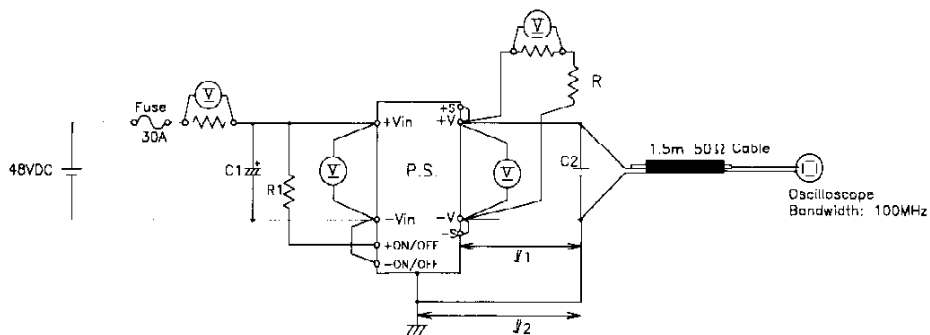 V
Fuse
30A
V
48VDC
C1
+
R1
+Vin
V
-Vin
+ON/OFF
-ON/OFF
P.S.
+S
+V
-V
-S
V
R
C2
1.5m 50Ω Cable
Oscilloscope
Bandwidth: 100MHz
ℓ1
ℓ2